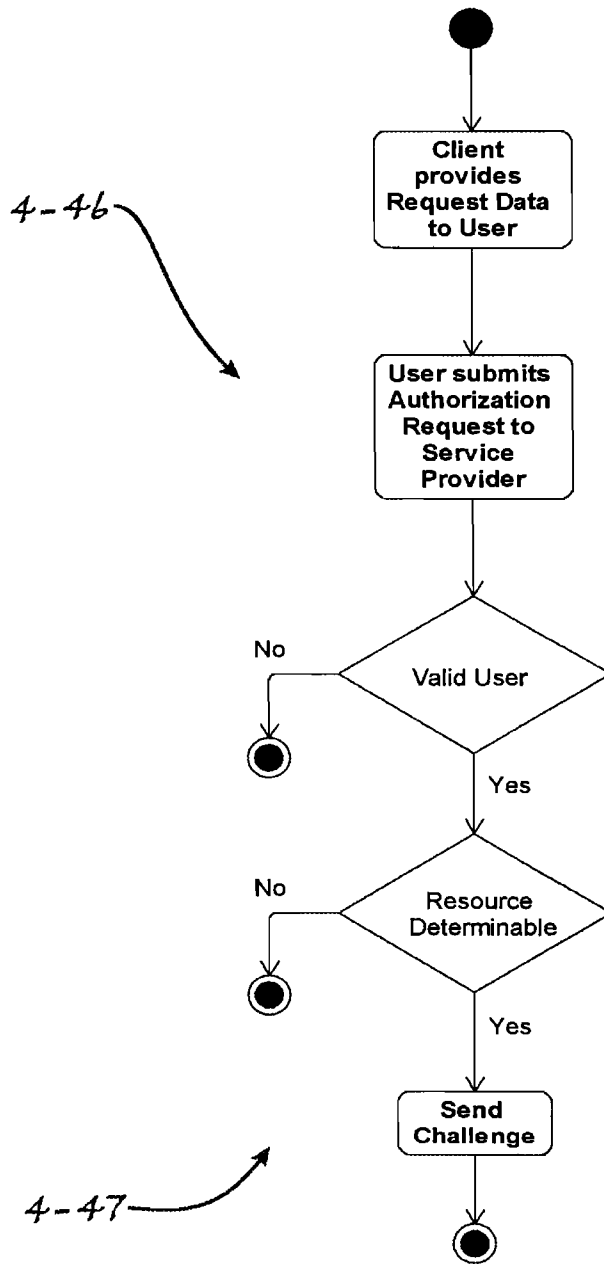 Client
provides
Request Data
to User
4-46
User submits
Authorization
Request to
Service
Provider
No
Valid User
Yes
No
Resource
Determinable
Yes
Send
Challenge
4-47